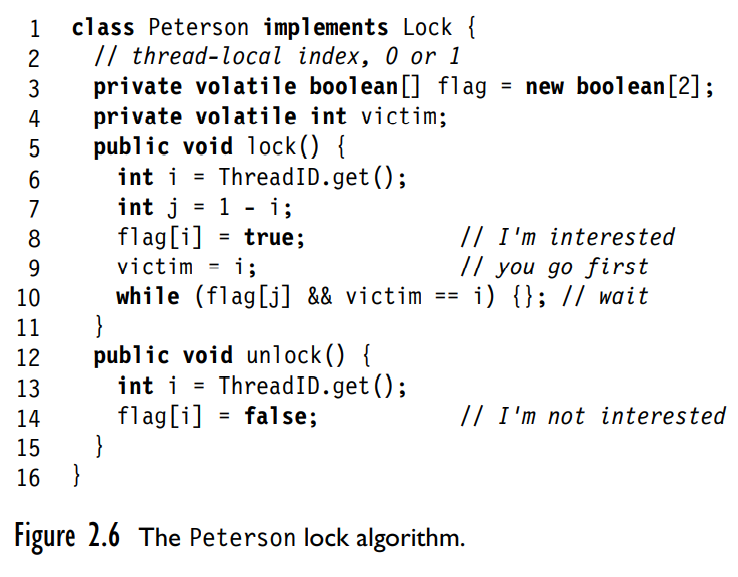 1 class Peterson implements Lock {
2 // thread-local index, 0 or 1
3 private volatile boolean[] flag = new boolean[2];
4 private volatile int victim;
5 public void lock() {
6 int i = ThreadID.get();
7 int j = 1 - i;
8 flag[i] = true; // I'm interested
9 victim = i; // you go first
10 while (flag[j] && victim == i) {}; // wait
11 }
12 public void unlock() {
13 int i = ThreadID.get();
14 flag[i] = false; // I'm not interested
15 }
16 }
Figure 2.6 The Peterson lock algorithm.